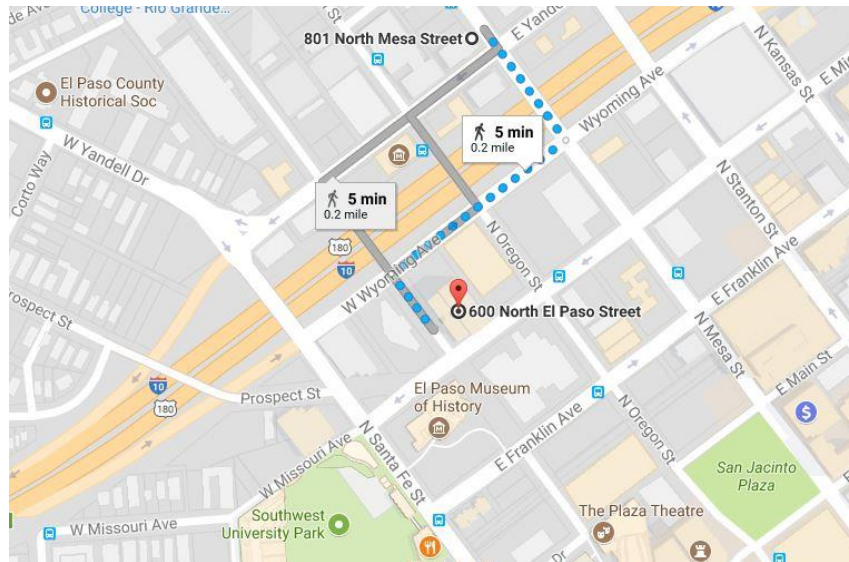 College - Rio Grande...
801 North Mesa Street
E Yandell
N Kansas St
El Paso County
Historical Soc
5 min
0.2 mile
Wyoming Ave
W Yandell Dr
Corto Way
5 min
0.2 mile
N Stanton St
180
10
W Wyoming Ave
N Oregon St
E Franklin Ave
600 North El Paso Street
Prospect St
N Mesa St
E Main St
10
180
Prospect St
El Paso Museum
of History
N Oregon St
N Santa Fe St
E Franklin Ave
W Missouri Ave
San Jacinto
Plaza
Southwest
University Park
W Missouri Ave
The Plaza Theatre
Dr